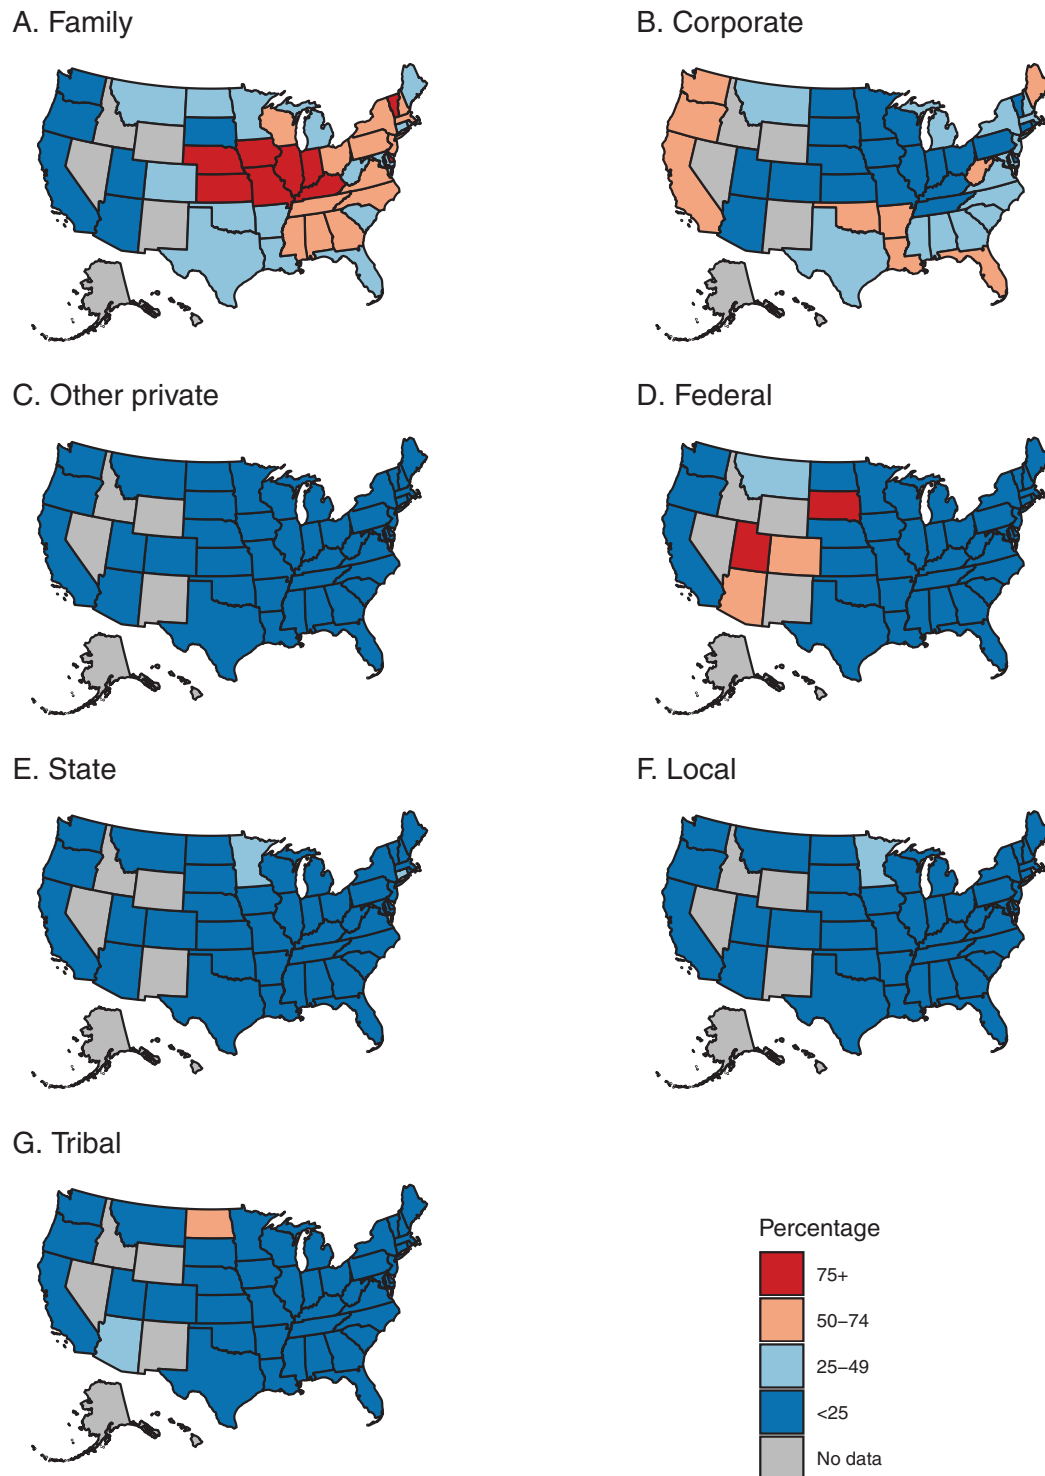 A. Family
B. Corporate
C. Other private
D. Federal
E. State
F. Local
G. Tribal
Percentage
75+
50–74
25–49
<25
No data